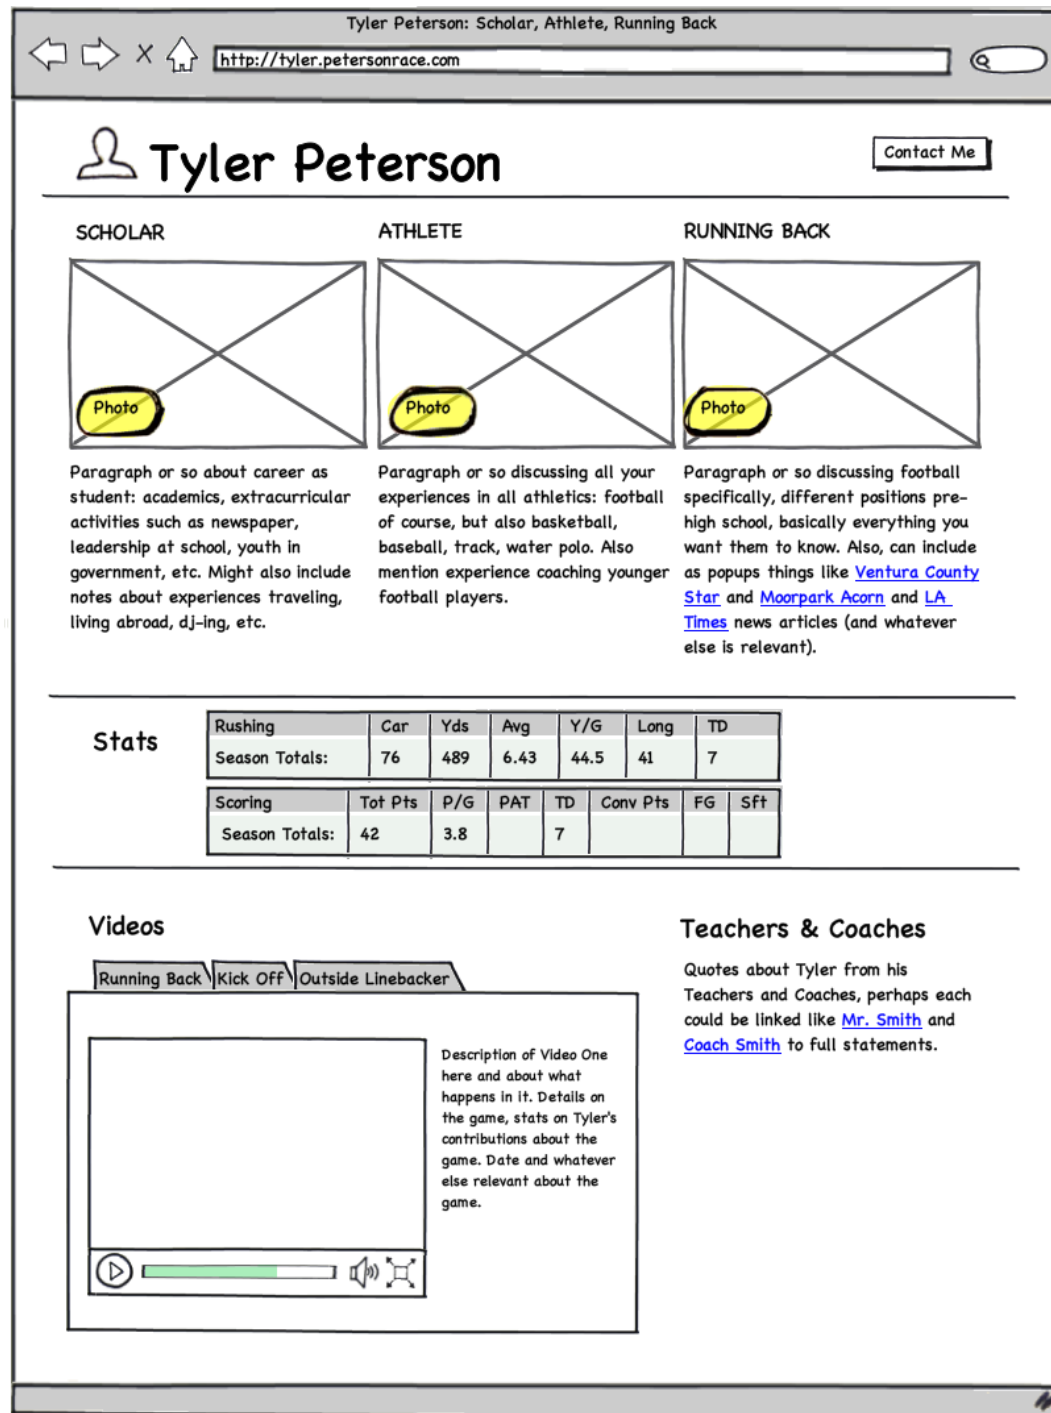 Tyler Peterson: Scholar, Athlete, Running Back
http://tyler.petersonrace.com
Tyler Peterson
Contact Me
SCHOLAR
Photo
Paragraph or so about career as
student: academics, extracurricular
activities such as newspaper,
leadership at school, youth in
government, etc. Might also include
notes about experiences traveling,
living abroad, dj-ing, etc.
ATHLETE
Photo
Paragraph or so discussing all your
experiences in all athletics: football
of course, but also basketball,
baseball, track, water polo. Also
mention experience coaching younger
football players.
RUNNING BACK
Photo
Paragraph or so discussing football
specifically, different positions pre-
high school, basically everything you
want them to know. Also, can include
as popups things like Ventura County
Star and Moorpark Acorn and LA
Times news articles (and whatever
else is relevant).
Stats
Rushing Car Yds Avg Y/G Long TD
Season Totals: 76 489 6.43 44.5 41 7
Scoring Tot Pts P/G PAT TD Conv Pts FG Sft
Season Totals: 42 3.8 7
Videos
Running Back Kick Off Outside Linebacker
Description of Video One
here and about what
happens in it. Details on
the game, stats on Tyler's
contributions about the
game. Date and whatever
else relevant about the
game.
Teachers & Coaches
Quotes about Tyler from his
Teachers and Coaches, perhaps each
could be linked like Mr. Smith and
Coach Smith to full statements.